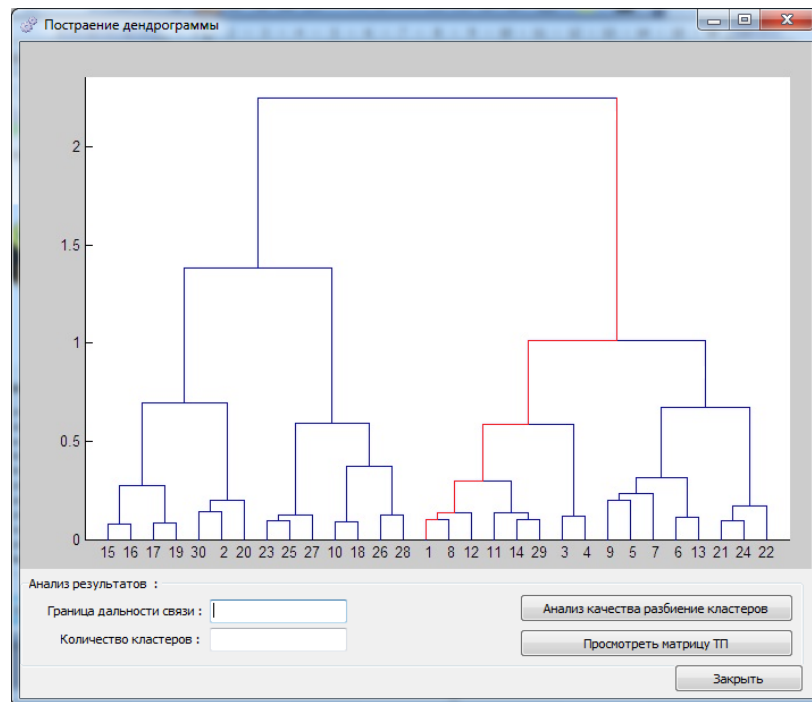 Постраение дендрограммы
2
1.5
1
0.5
0
15 16 17 19 30 2 20 23 25 27 10 18 26 28 1 8 12 11 14 29 3 4 9 5 7 6 13 21 24 22
Анализ результатов :
Граница дальности связи :
Анализ качества разбиение кластеров
Количество кластеров :
Просмотреть матрицу ТП
Закрыть